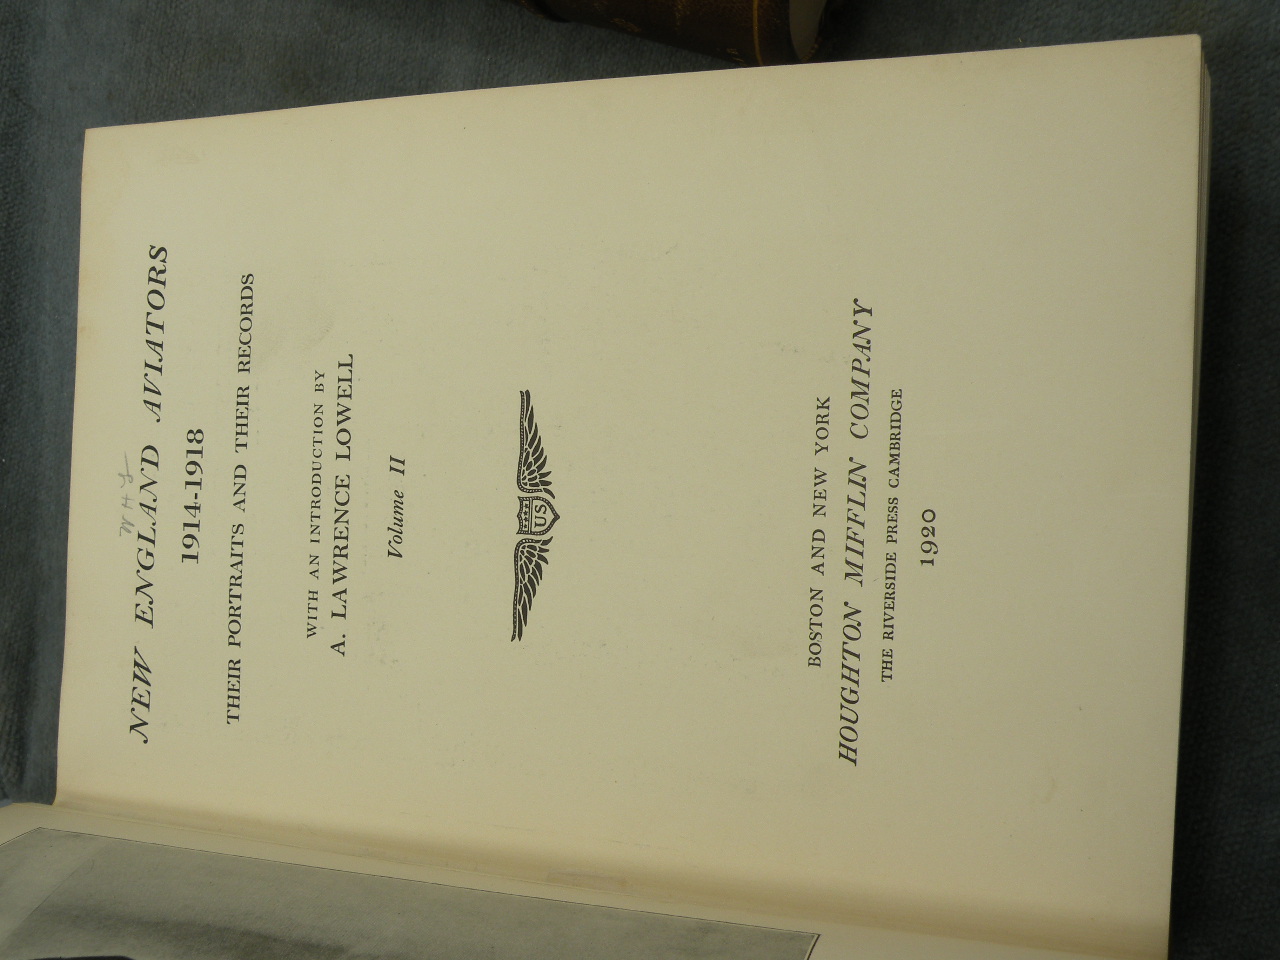 NEW ENGLAND AVIATORS
1914-1918
THEIR PORTRAITS AND THEIR RECORDS
WITH AN INTRODUCTION BY
A. LAWRENCE LOWELL
Volume II
US
BOSTON AND NEW YORK
HOUGHTON MIFFLIN COMPANY
THE RIVERSIDE PRESS CAMBRIDGE
1920